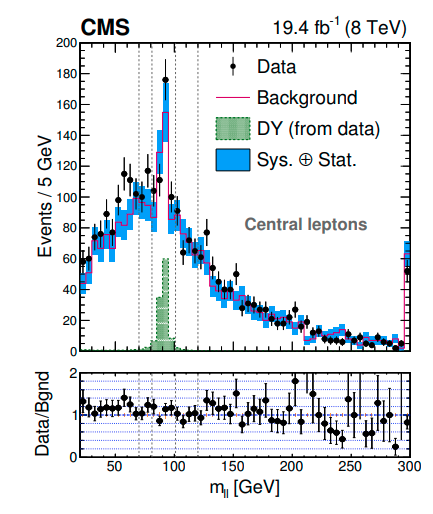 CMS 19.4 fb⁻¹ (8 TeV)
Events / 5 GeV
200
180
160
140
120
100
80
60
40
20
0
Data
Background
DY (from data)
Sys. ⊕ Stat.
Central leptons
Data/Bgnd
2
1
0
50 100 150 200 250 300
mll [GeV]